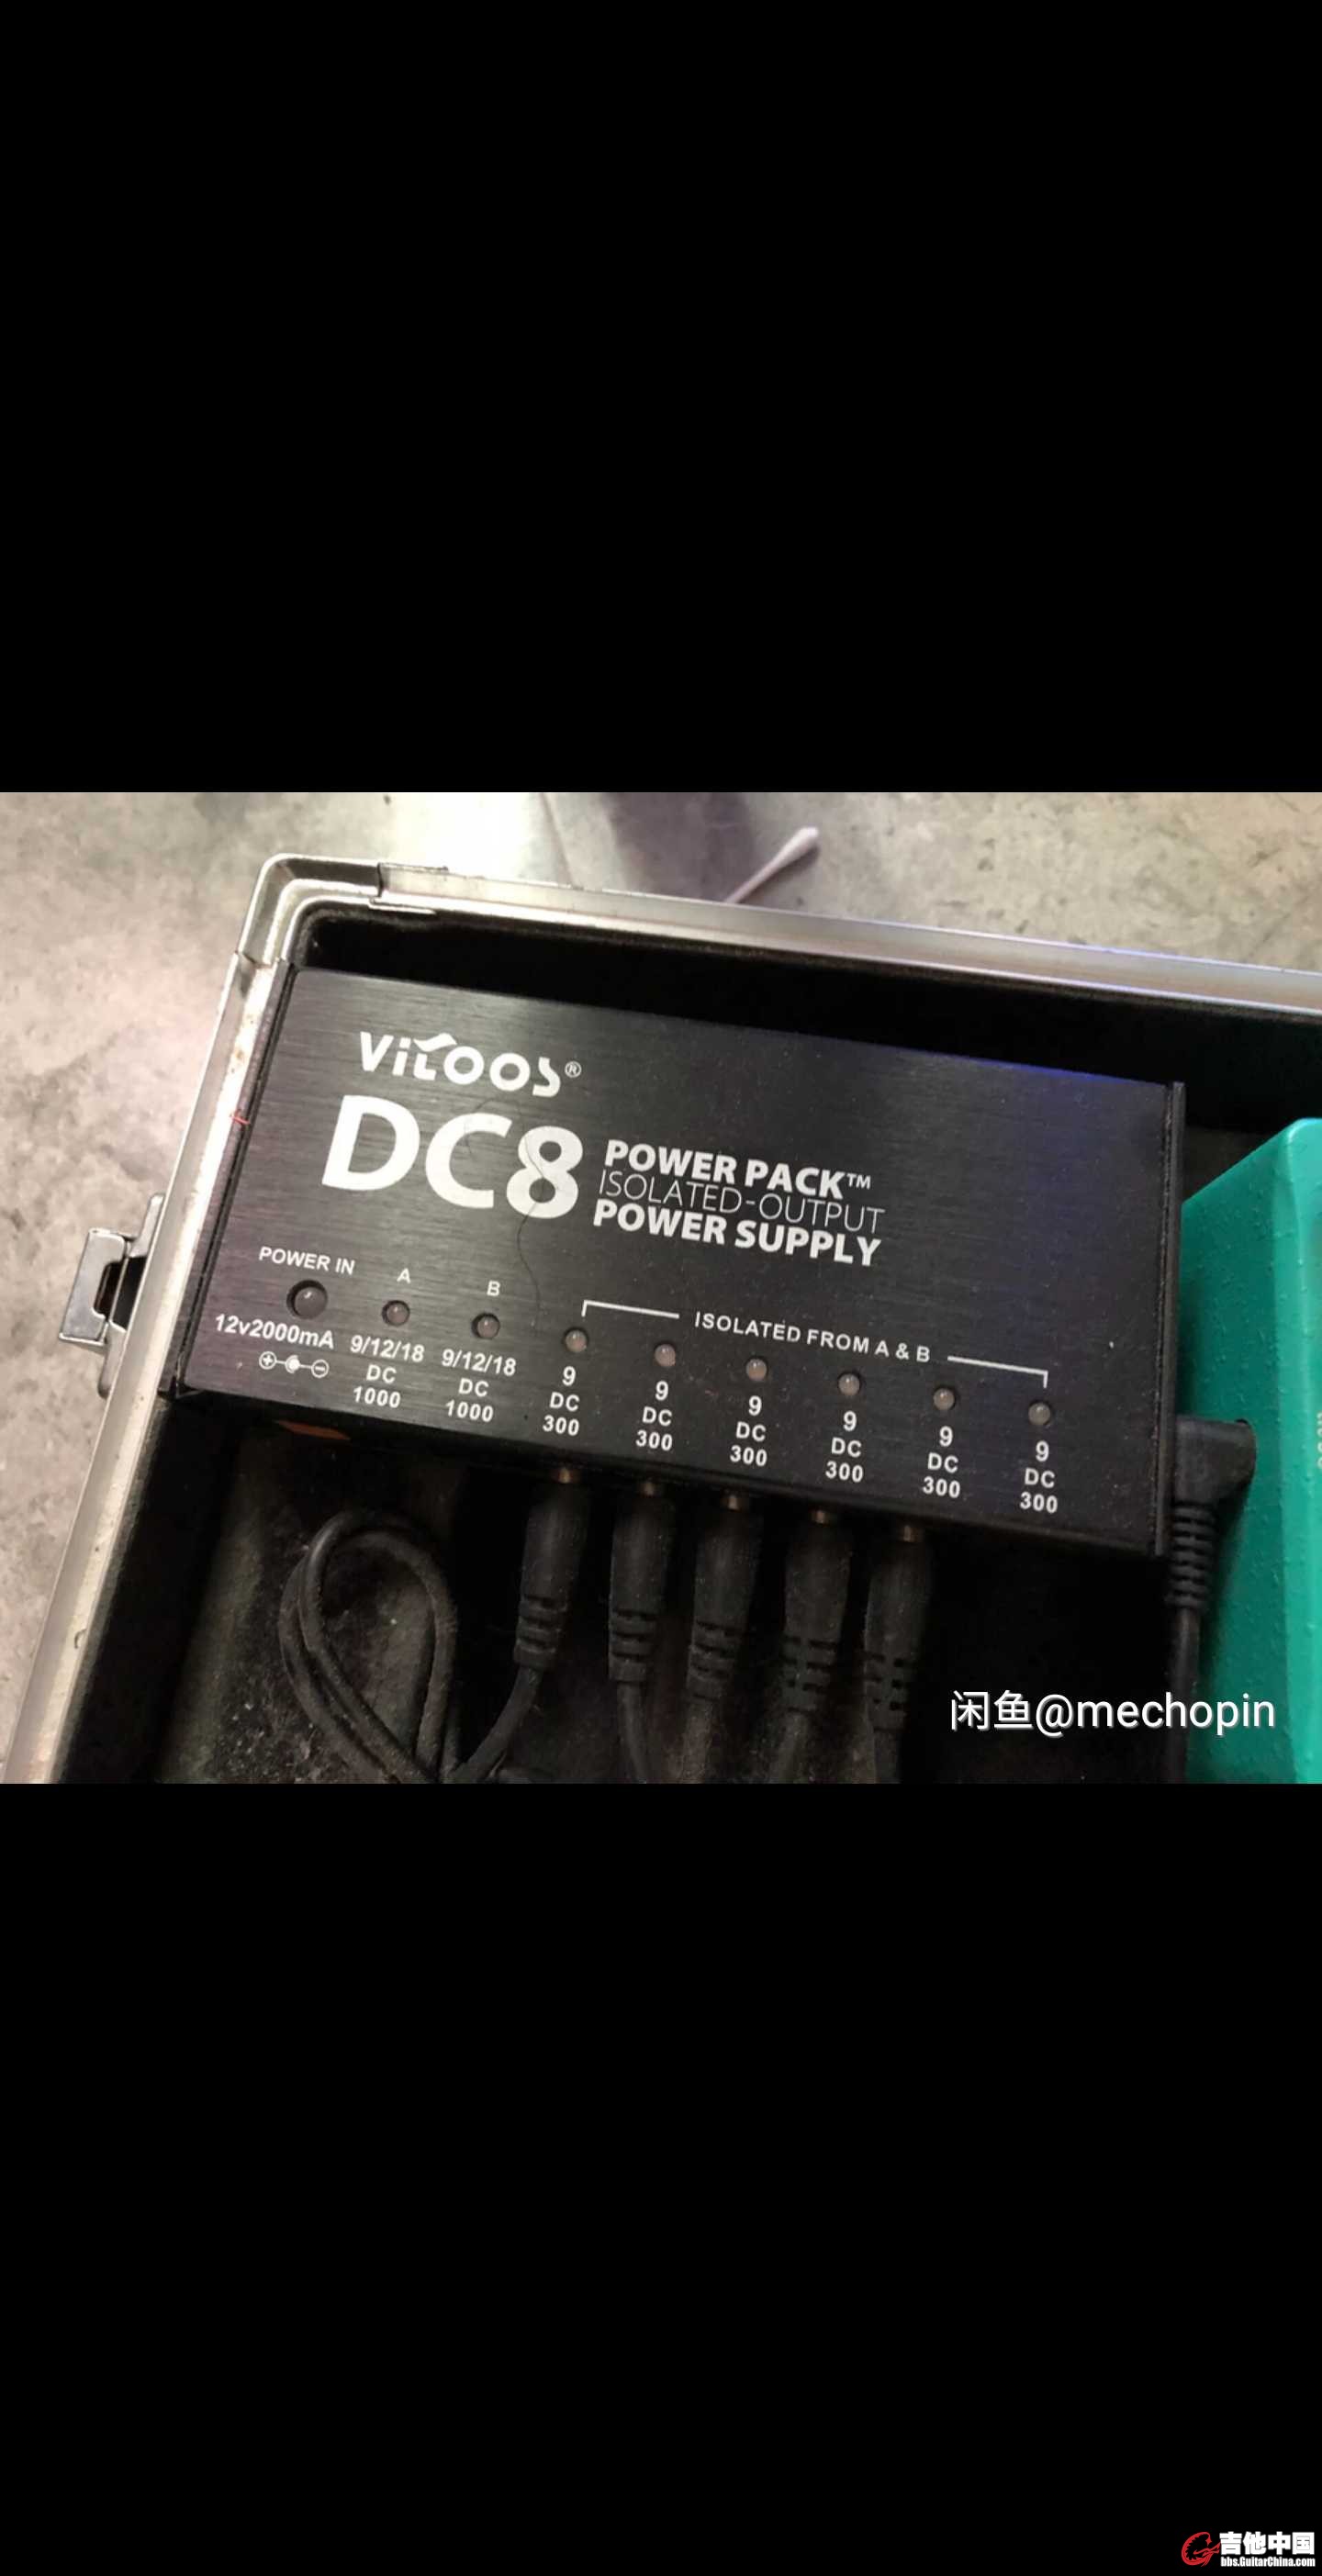 ViTOOS®
DC8
POWER PACK™
ISOLATED-OUTPUT
POWER SUPPLY
POWER IN
A
B
ISOLATED FROM A & B
12v2000mA
9/12/18
DC
1000
9/12/18
DC
1000
9
DC
300
9
DC
300
9
DC
300
9
DC
300
9
DC
300
9
DC
300
闲鱼@mechopin
吉他中国
bbs.GuitarChina.com